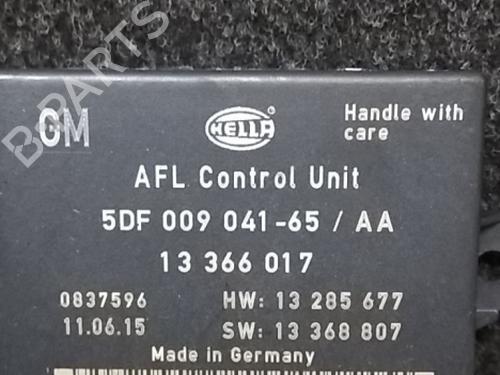 B-PARTS
GM
HELLA
Handle with
care
AFL Control Unit
5DF 009 041-65 / AA
13 366 017
0837596
HW: 13 285 677
11.06.15
SW: 13 368 807
Made in Germany